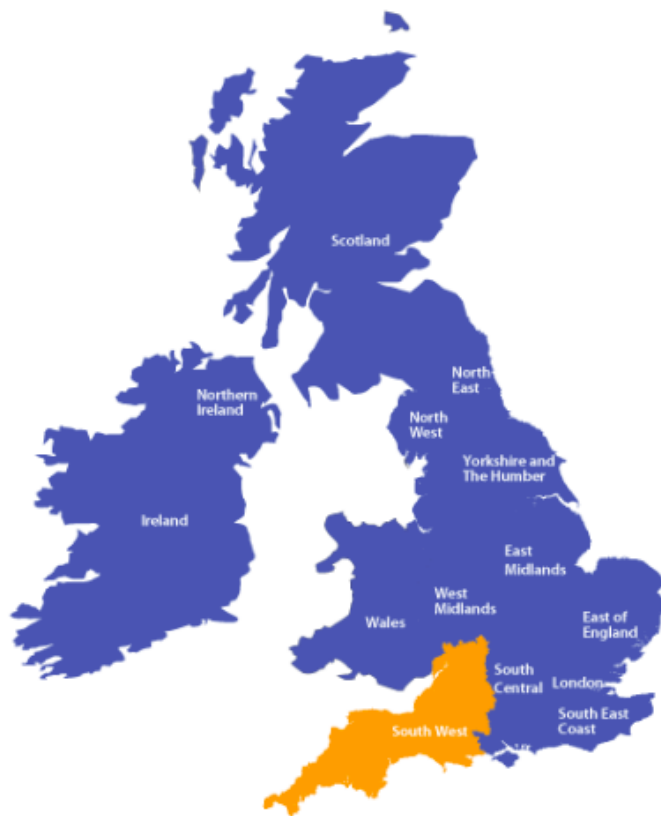 Scotland
North
East
Northern
Ireland
North
West
Yorkshire and
The Humber
Ireland
East
Midlands
West
Midlands
Wales
East of
England
South
Central
London
South East
Coast
South West